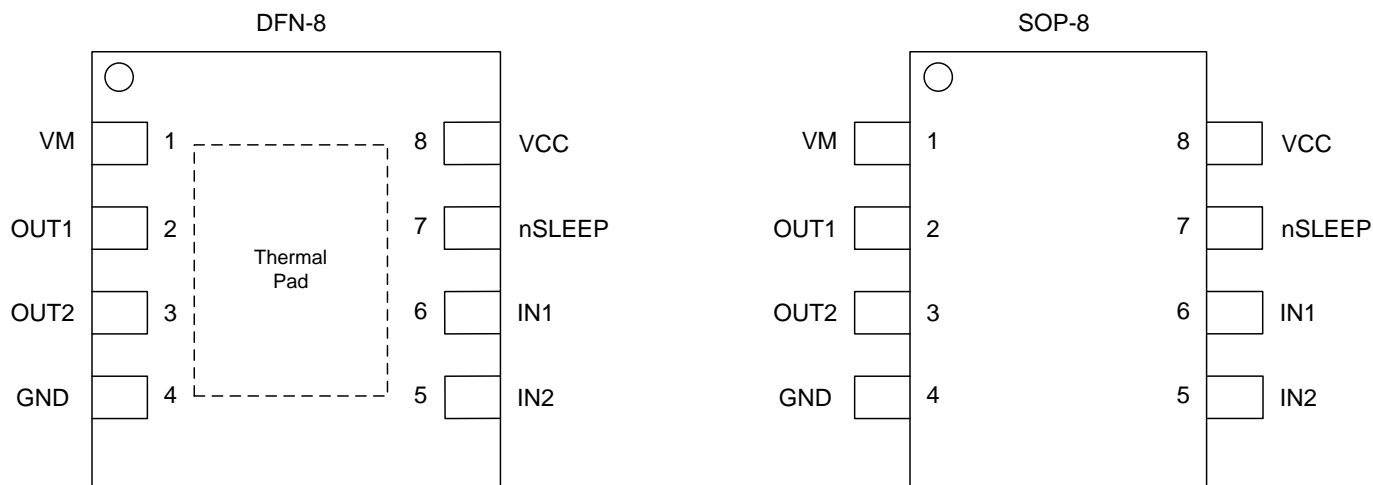 DFN-8
VM 1 8 VCC
OUT1 2 7 nSLEEP
Thermal
Pad
OUT2 3 6 IN1
GND 4 5 IN2
SOP-8
VM 1 8 VCC
OUT1 2 7 nSLEEP
OUT2 3 6 IN1
GND 4 5 IN2